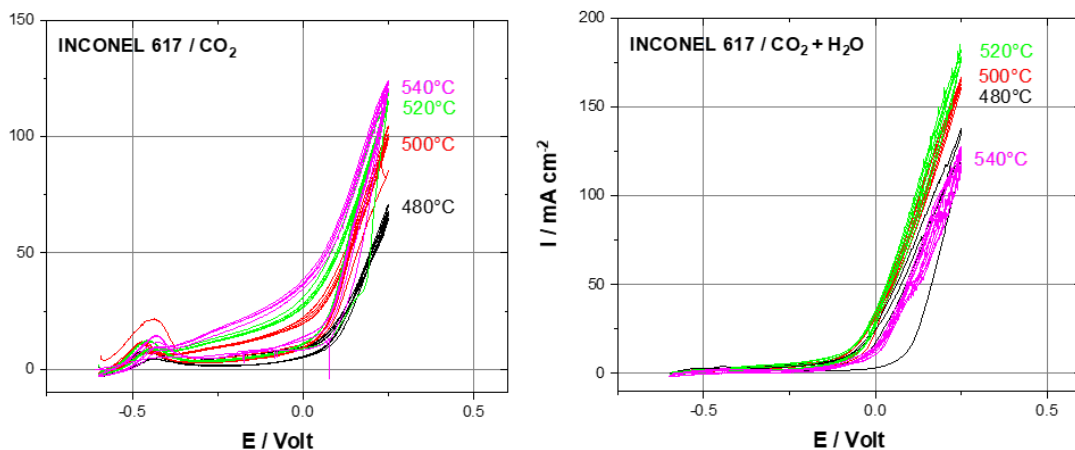 INCONEL 617 / CO₂
150
100
50
0
540°C
520°C
500°C
480°C
-0.5
0.0
0.5
E / Volt
INCONEL 617 / CO₂ + H₂O
I / mA cm⁻²
200
150
100
50
0
520°C
500°C
480°C
540°C
-0.5
0.0
0.5
E / Volt